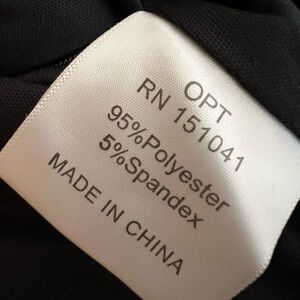 OPT
RN 151041
95%Polyester
5%Spandex
MADE IN CHINA